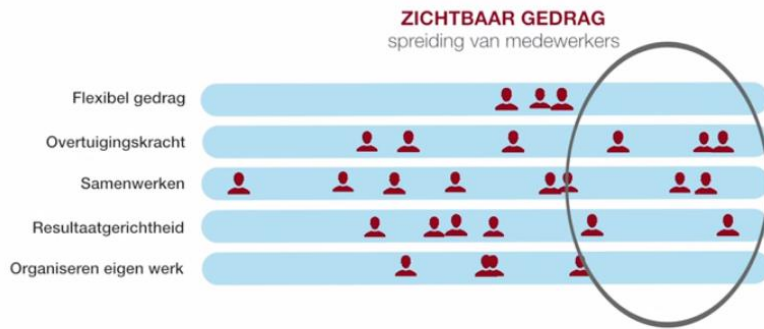 ZICHTBAAR GEDRAG
spreiding van medewerkers
Flexibel gedrag
Overtuigingskracht
Samenwerken
Resultaatgerichtheid
Organiseren eigen werk